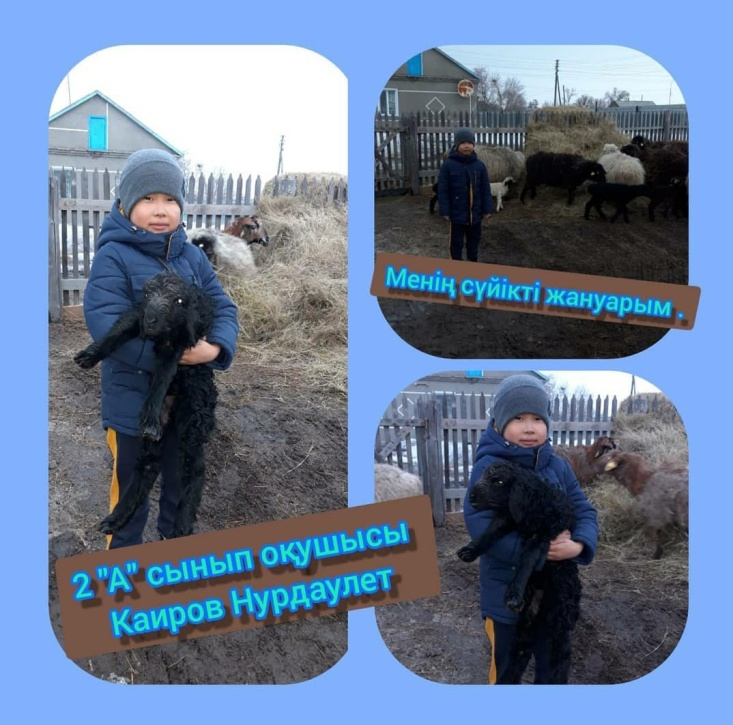 Менің сүйікті жануарым .
2 "А" сынып оқушысы
Каиров Нурдаулет